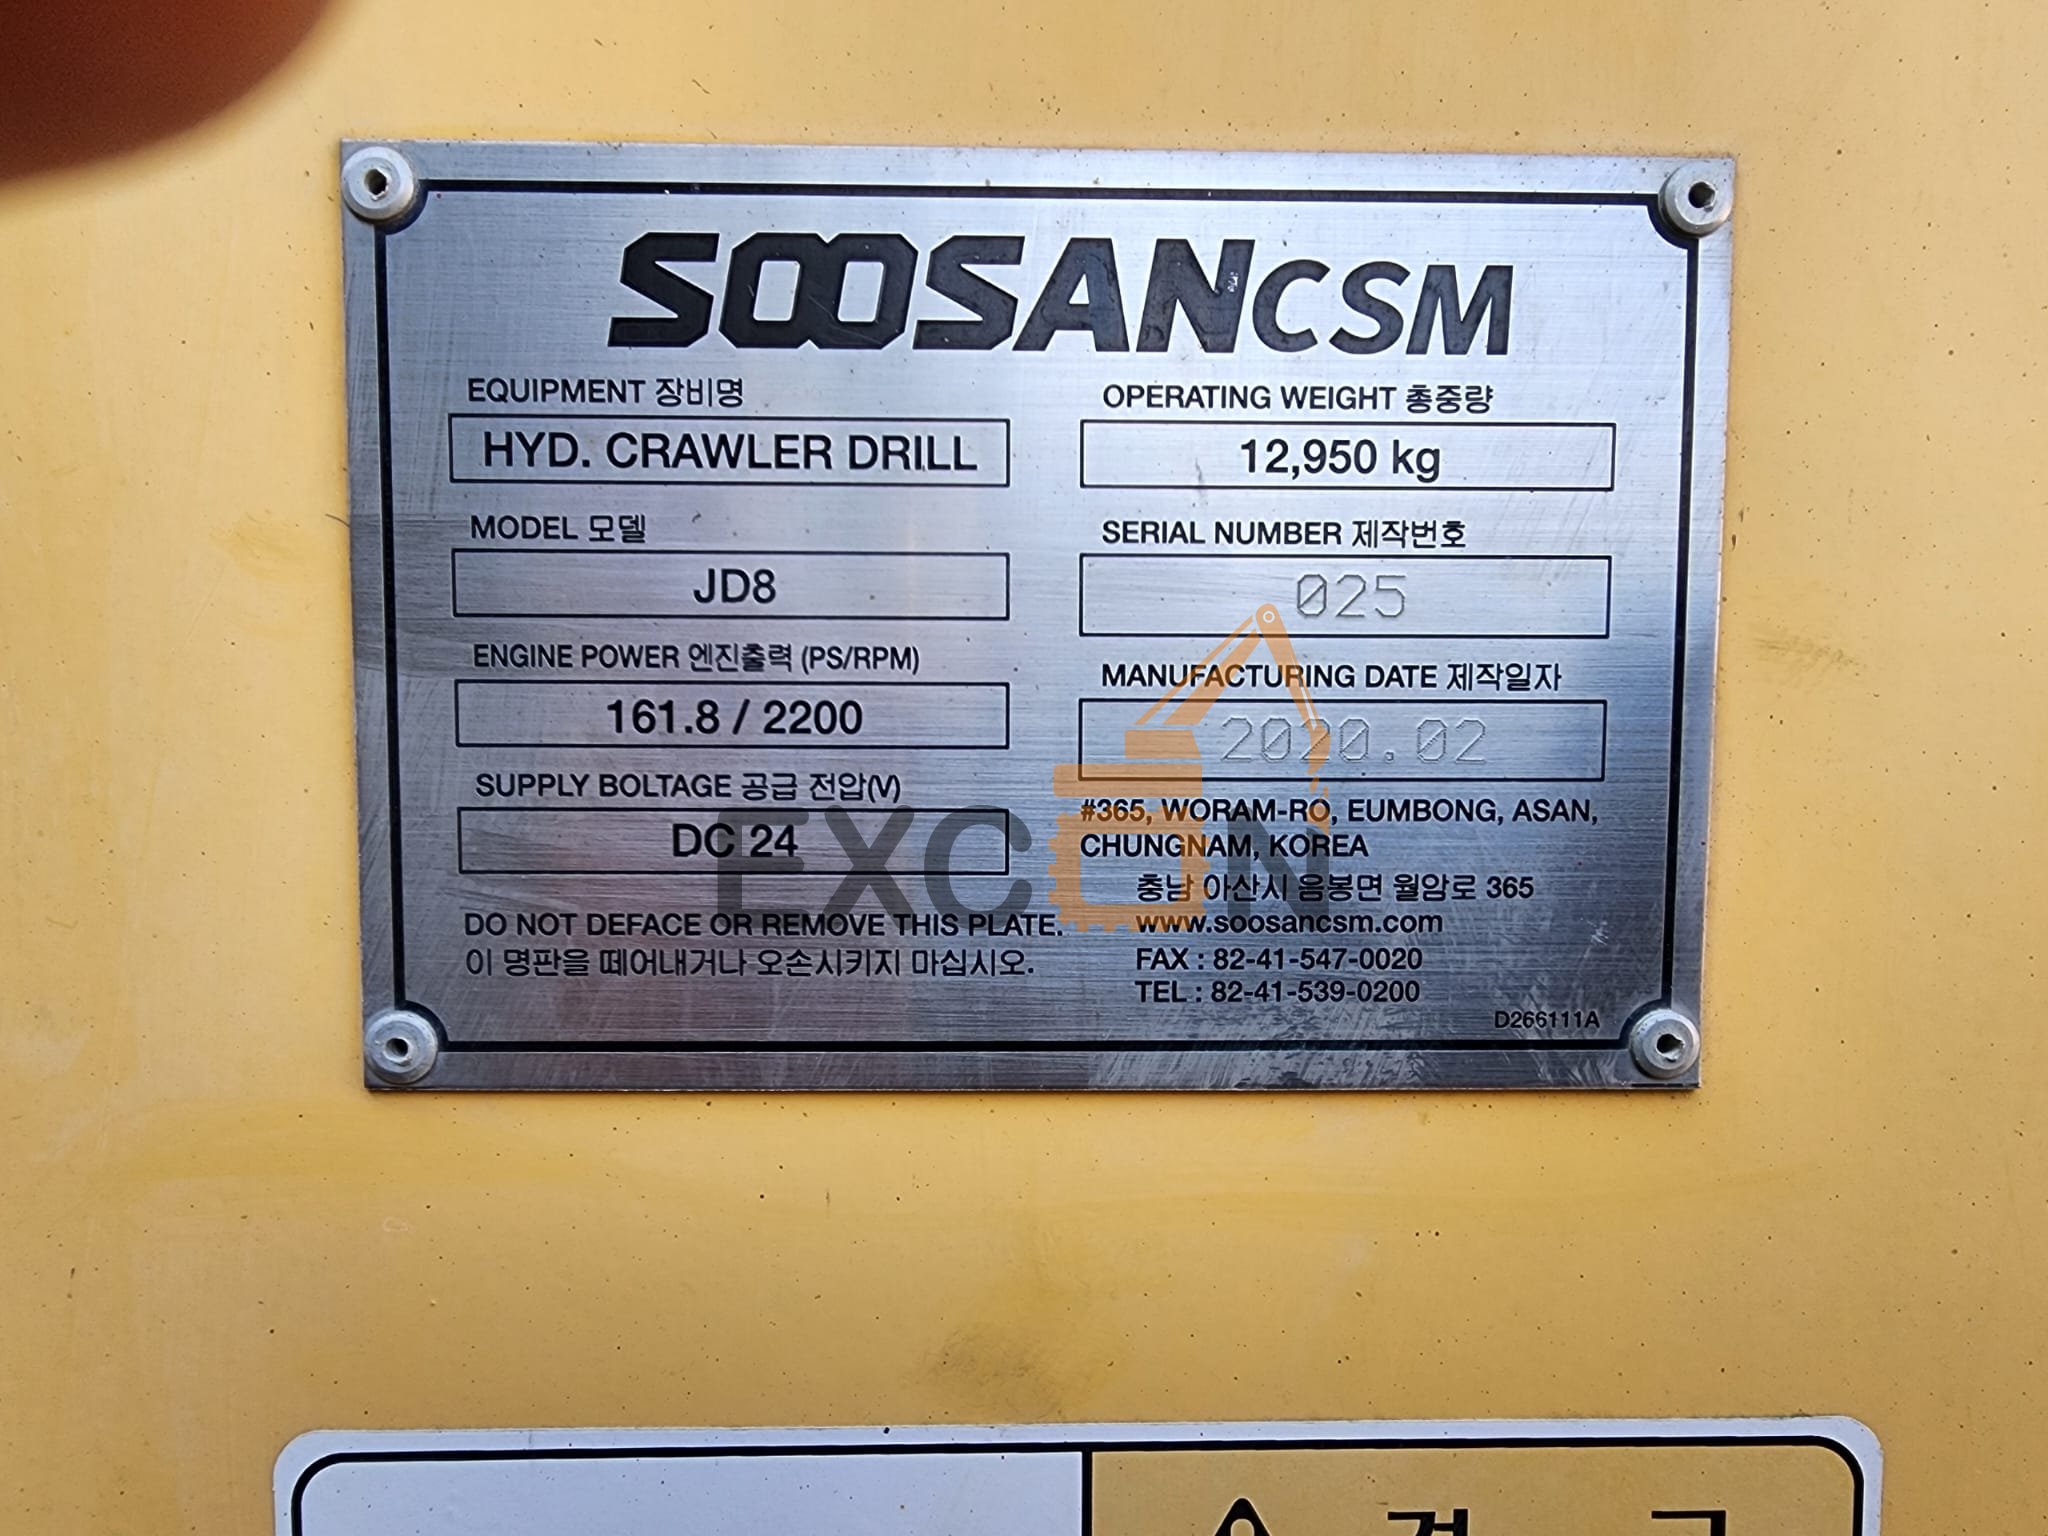 SOOSAN CSM
EQUIPMENT 장비명
HYD. CRAWLER DRILL
MODEL 모델
JD8
ENGINE POWER 엔진출력 (PS/RPM)
161.8 / 2200
SUPPLY BOLTAGE 공급 전압(V)
DC 24
DO NOT DEFACE OR REMOVE THIS PLATE.
이 명판을 떼어내거나 오손시키지 마십시오.
OPERATING WEIGHT 총중량
12,950 kg
SERIAL NUMBER 제작번호
025
MANUFACTURING DATE 제작일자
2020.02
#365, WORAM-RO, EUMBONG, ASAN,
CHUNGNAM, KOREA
충남 아산시 음봉면 월암로 365
www.soosancsm.com
FAX : 82-41-547-0020
TEL : 82-41-539-0200
D266111A
EXCON